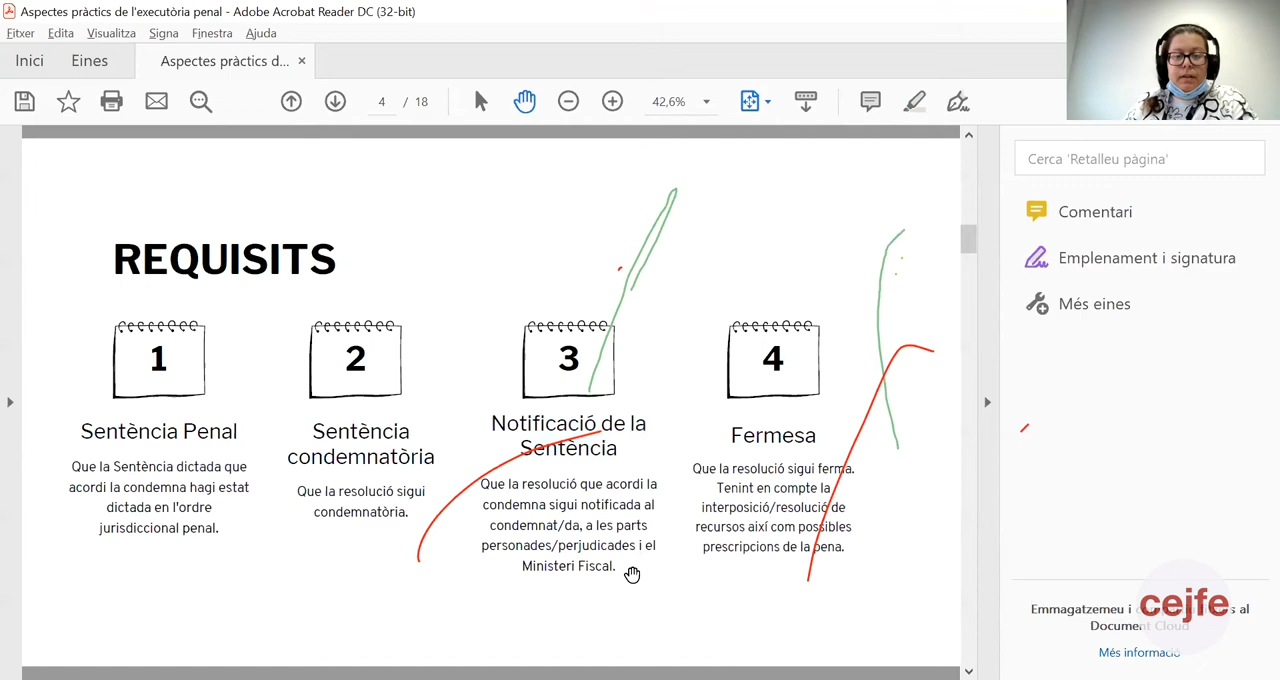 Aspectes pràctics de l'executòria penal - Adobe Acrobat Reader DC (32-bit)
Fitxer Edita Visualitza Signa Finestra Ajuda
Inici Eines Aspectes pràctics d... ×
4 / 18 42,6%
Cerca 'Retalleu pàgina'
Comentari
Emplenament i signatura
Més eines
REQUISITS
1
Sentència Penal
Que la Sentència dictada que
acordi la condemna hagi estat
dictada en l'ordre
jurisdiccional penal.
2
Sentència
condemnatòria
Que la resolució sigui
condemnatòria.
3
Notificació de la
Sentència
Que la resolució que acordi la
condemna sigui notificada al
condemnat/da, a les parts
personades/perjudicades i el
Ministeri Fiscal.
4
Fermesa
Que la resolució sigui ferma.
Tenint en compte la
interposició/resolució de
recursos així com possibles
prescripcions de la pena.
cejfe
Emmagatzemeu i al
Document Cloud
Més informació